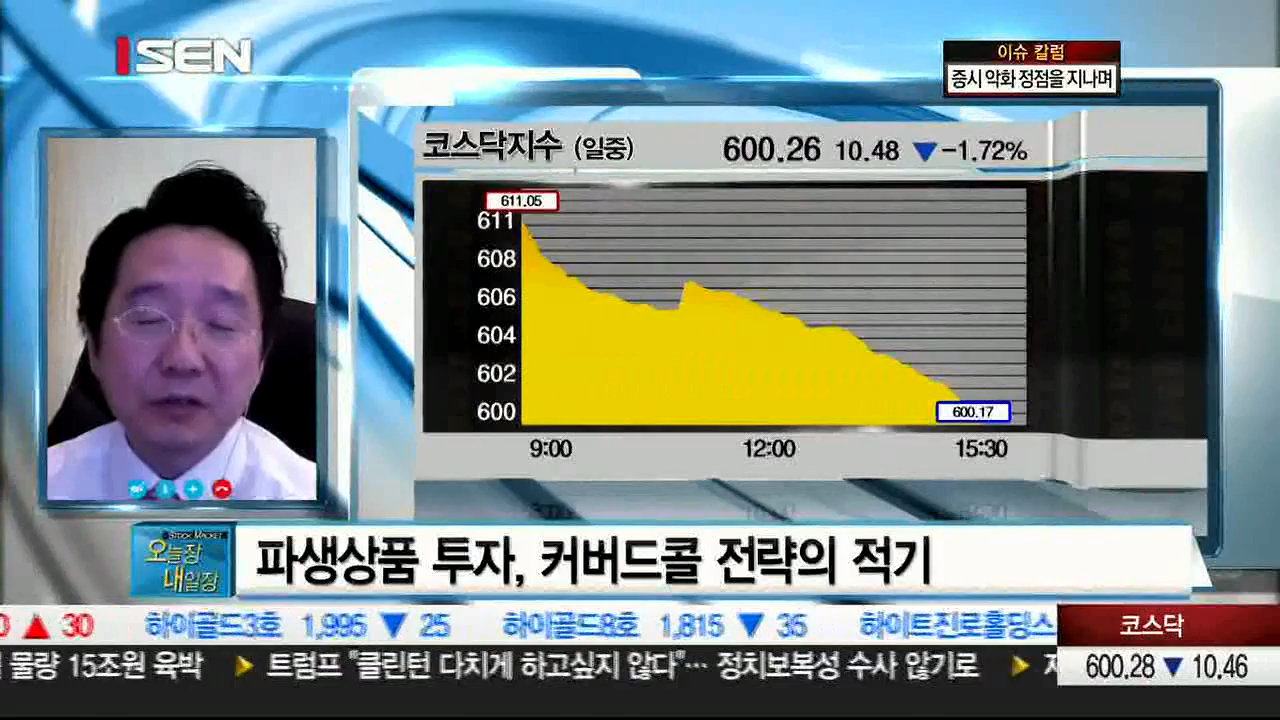 SEN
이슈 칼럼
증시 악화 정점을 지나며
코스닥지수 (일중) 600.26 10.48 ▼-1.72%
611.05
611
608
606
604
602
600
600.17
9:00 12:00 15:30
STOCK MARKET
오늘장
내일장
파생상품 투자, 커버드콜 전략의 적기
▲ 30 하이골드3호 1,995 ▼ 25 하이골드8호 1,815 ▼ 35 하이트진로홀딩스
코스닥
물량 15조원 육박 ▶ 트럼프 "클린턴 다치게 하고싶지 않다"… 정치보복성 수사 않기로 ▶
600.28 ▼ 10.46